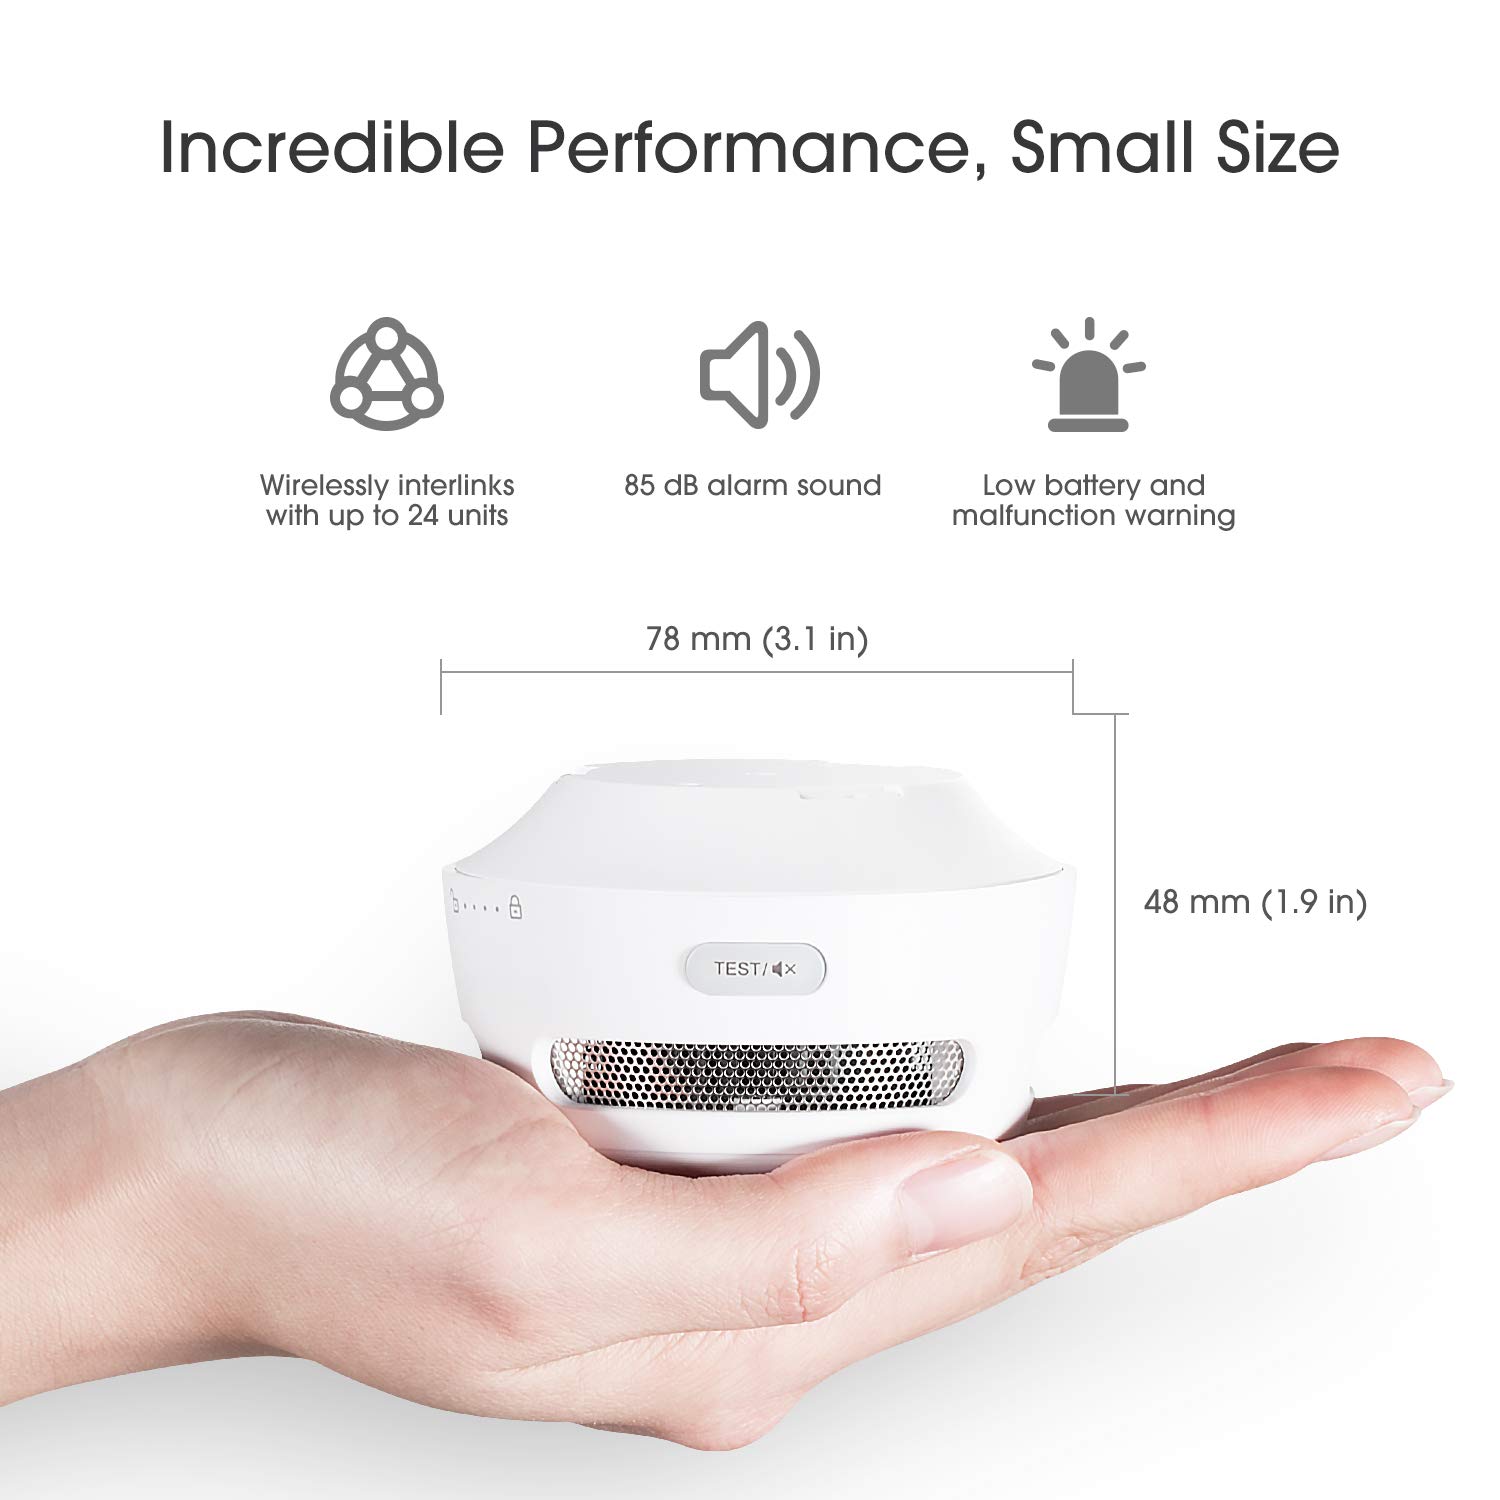 Incredible Performance, Small Size
Wirelessly interlinks
with up to 24 units
85 dB alarm sound
Low battery and
malfunction warning
78 mm (3.1 in)
48 mm (1.9 in)
TEST/